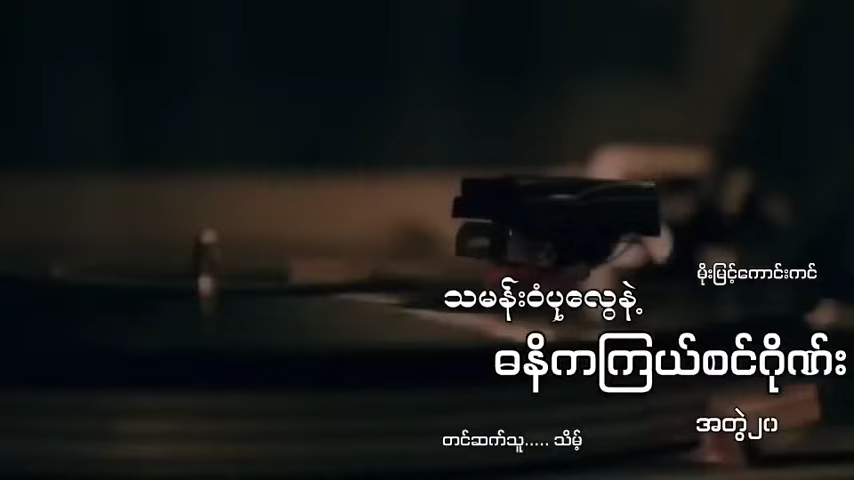 မိုးမြင့်ကောင်းကင်
သမန်းဝံပုလွေနဲ့
ဓနိကကြယ်စင်ဂိုဏ်း
အတွဲ၂၈
တင်ဆက်သူ..... သိမ့်